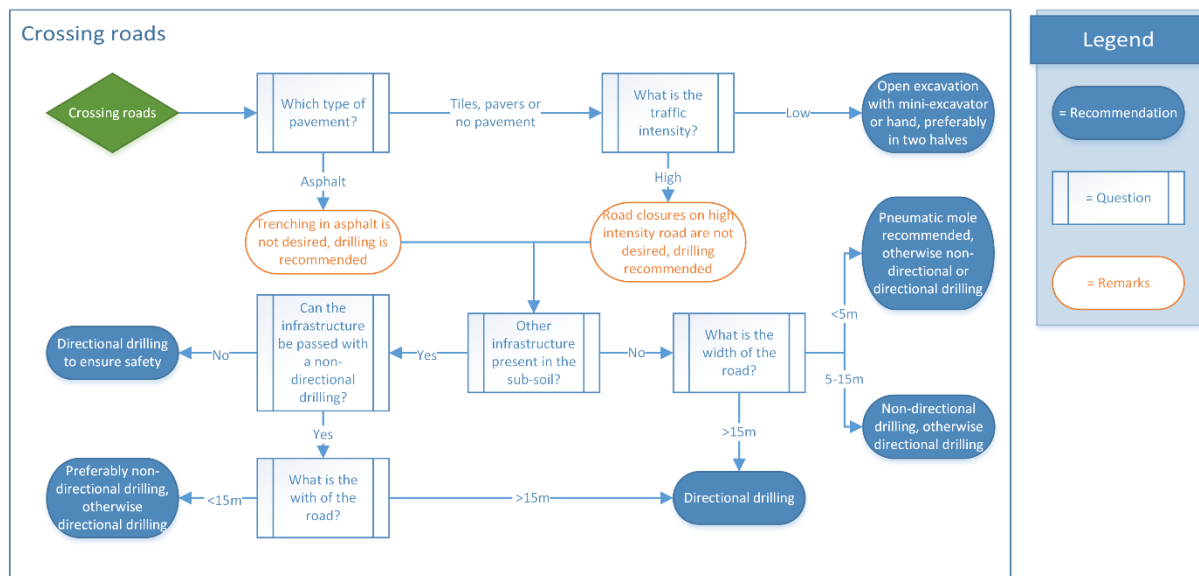 Crossing roads
Legend
Crossing roads
Which type of
pavement?
Tiles, pavers or
no pavement
What is the
traffic
intensity?
Low
Open excavation
with mini-excavator
or hand, preferably
in two halves
= Recommendation
Asphalt
High
Trenching in asphalt is
not desired, drilling is
recommended
Road closures on high
intensity road are not
desired, drilling
recommended
Pneumatic mole
recommended,
otherwise non-
directional or
directional drilling
= Question
= Remarks
Directional drilling
to ensure safety
No
Can the
infrastructure
be passed with
a non-
directional
drilling?
Yes
Other
infrastructure
present in the
sub-soil?
No
What is the
width of the
road?
<5m
5-15m
Non-directional
drilling, otherwise
directional drilling
Yes
>15m
Preferably non-
directional drilling,
otherwise
directional drilling
<15m
What is the
with of the
road?
>15m
Directional drilling